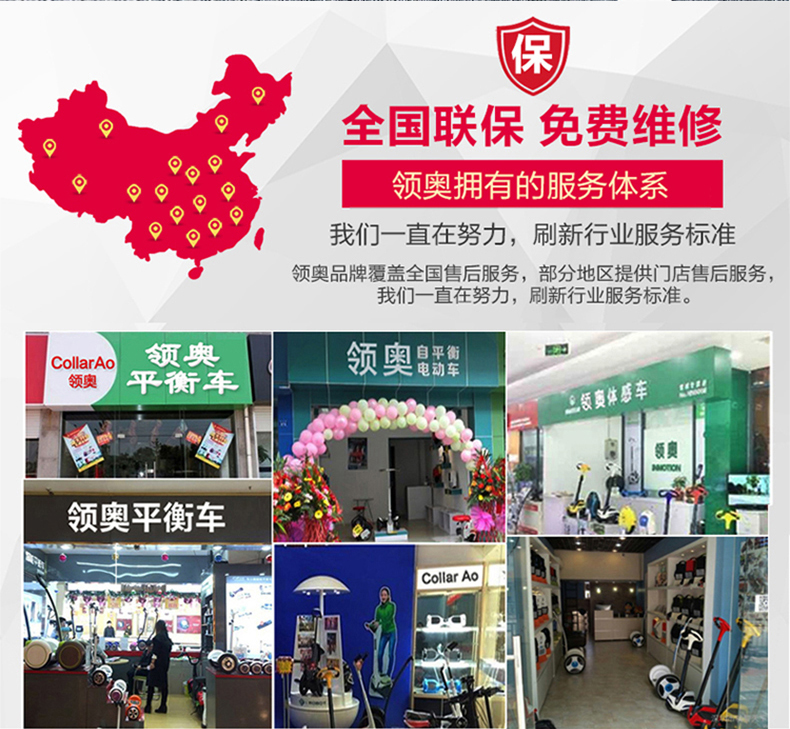 保
全国联保 免费维修
领奥拥有的服务体系
我们一直在努力，刷新行业服务标准
领奥品牌覆盖全国售后服务，部分地区提供门店售后服务，
我们一直在努力，刷新行业服务标准。
CollarAo
领奥
领奥
平衡车
领奥 自平衡
电动车
领奥体感车
领奥
INMOTION
领奥平衡车
Collar Ao